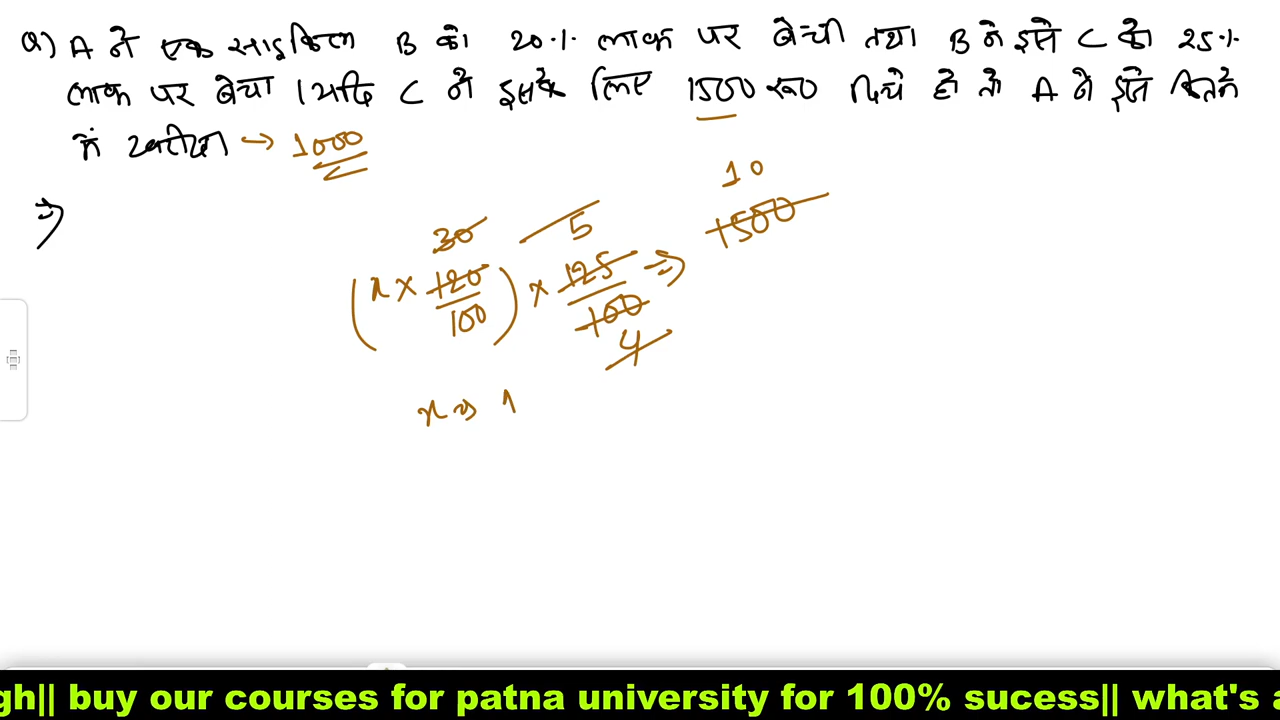 Q) A ने एक साइकिल B को 20% लाभ पर बेची तथा B ने इसे C को 25%
लाभ पर बेचा । यदि C ने इसके लिए 1500 रू0 दिये हो तो A ने इसे कितने
में खरीदा → 1000
10
⇒ 30 5 1500
(x × 120/100) × 125/100 ⇒
4
x ⇒ 1
gh|| buy our courses for patna university for 100% sucess|| what's a